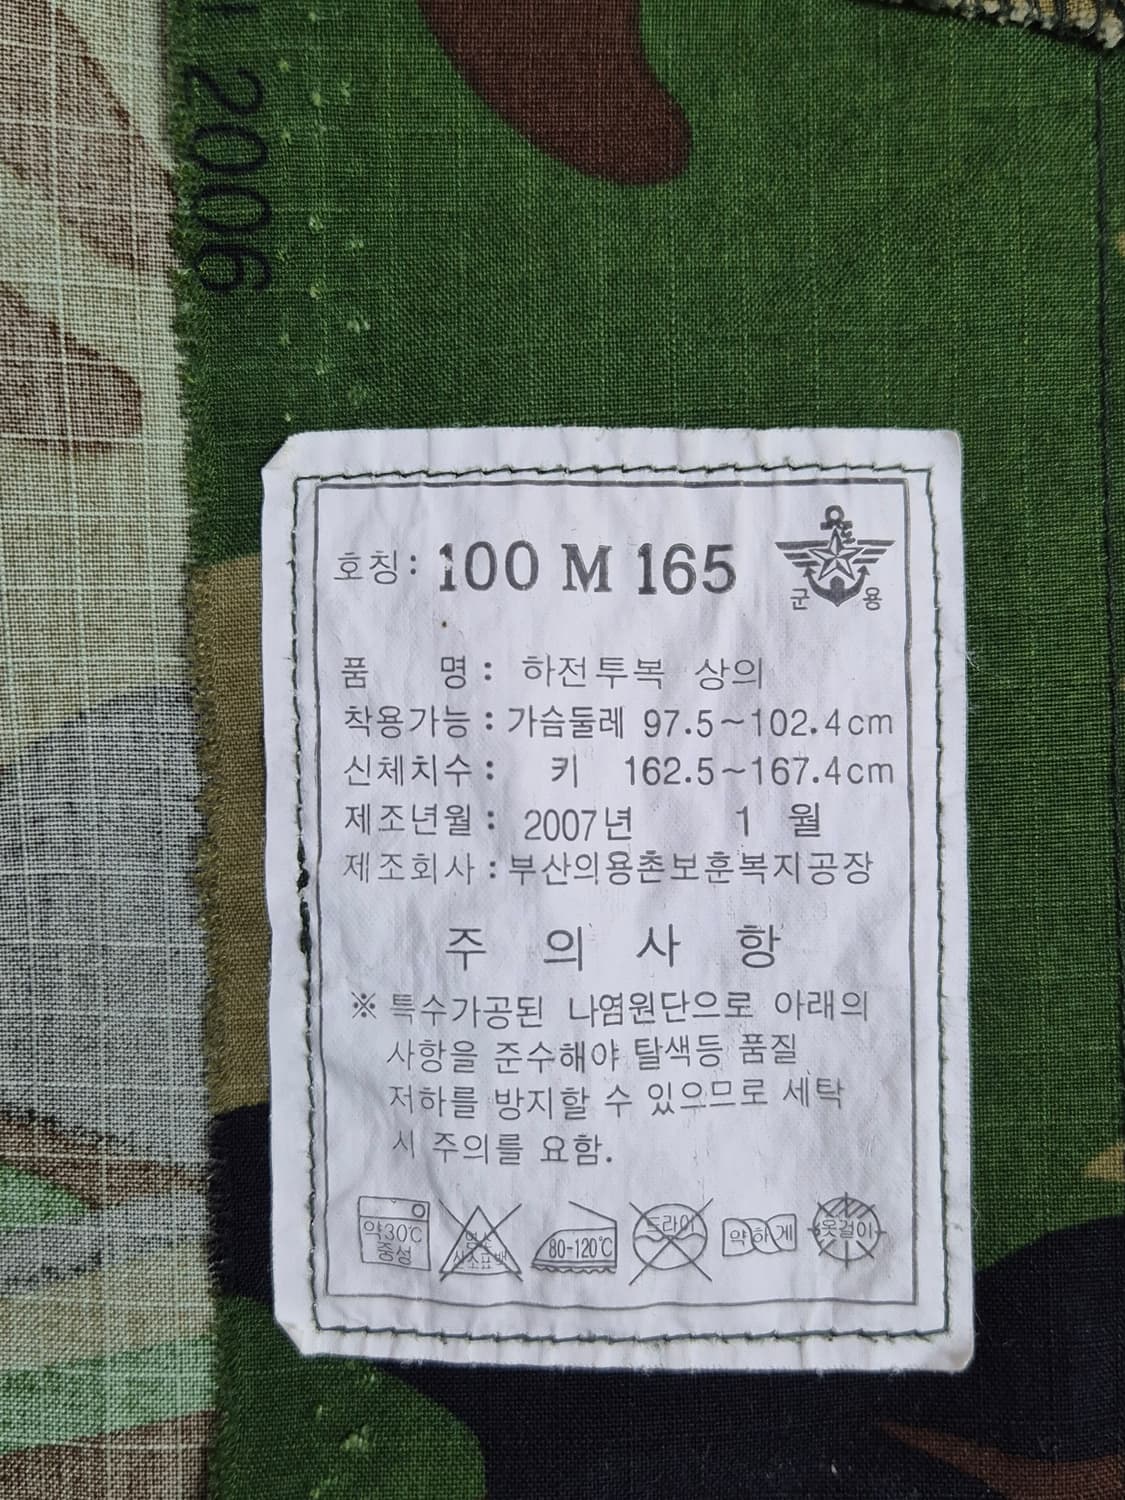 2006
호칭: 100 M 165
군 용
품 명: 하전투복 상의
착용가능: 가슴둘레 97.5~102.4cm
신체치수: 키 162.5~167.4cm
제조년월: 2007년 1 월
제조회사:부산의용촌보훈복지공장
주 의 사 항
※ 특수가공된 나염원단으로 아래의
사항을 준수해야 탈색등 품질
저하를 방지할 수 있으므로 세탁
시 주의를 요함.
약30℃ 80-120℃ 드라이 약하게 옷걸이
중성